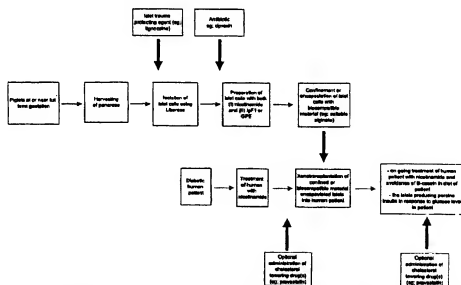 Islet trauma
protecting agent (eg;
lignocaine)
Antibiotic
eg. ciproxin
Piglets at or near full
term gestation
Harvesting
of pancreas
Isolation of
islet cells using
Liberase
Preparation of
islet cells with both
(i) nicotinamide
and (ii) IgF1 or
GPE
Confinement or
encapsulation of islet
cells with
biocompatible
material (eg; suitable
alginate)
Diabetic
human
patient
Treatment
of human
with
nicotinamide
Xenotransplantation
of confined or
biocompatible material
encapsulated islets
into human patient
- on going treatment of human
patient with nicotinamide and
avoidance of B-casein in diet of
patient
- the islets producing porcine
insulin in response to glucose level
in patient
Optional
administration of
cholesterol
lowering drug(s)
(eg; pravastatin)
Optional
administration of
cholesterol
lowering drug(s)
(eg; pravastatin)